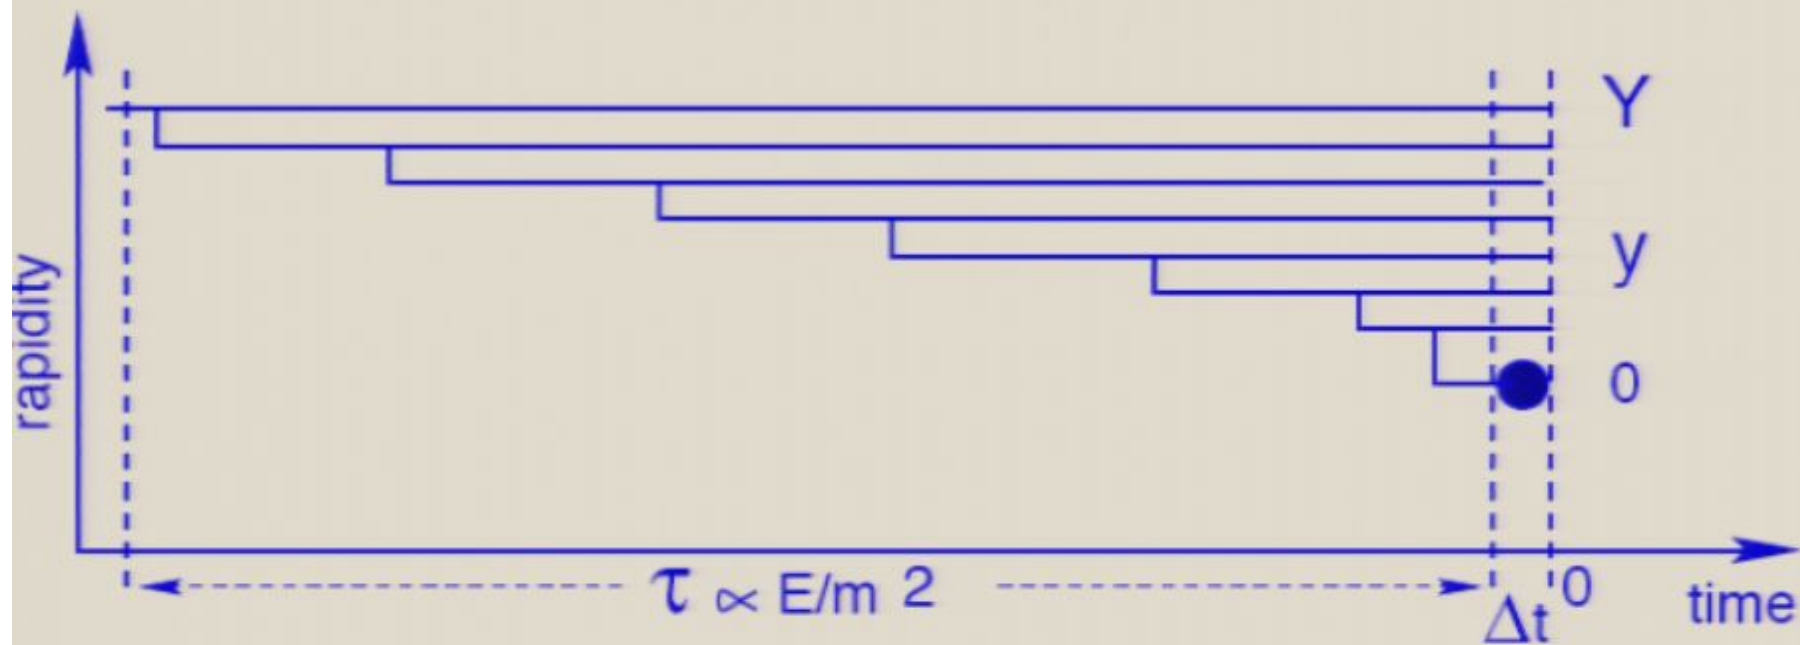 Y
y
rapidity
0
τ ∝ E/m 2
0
Δt
time